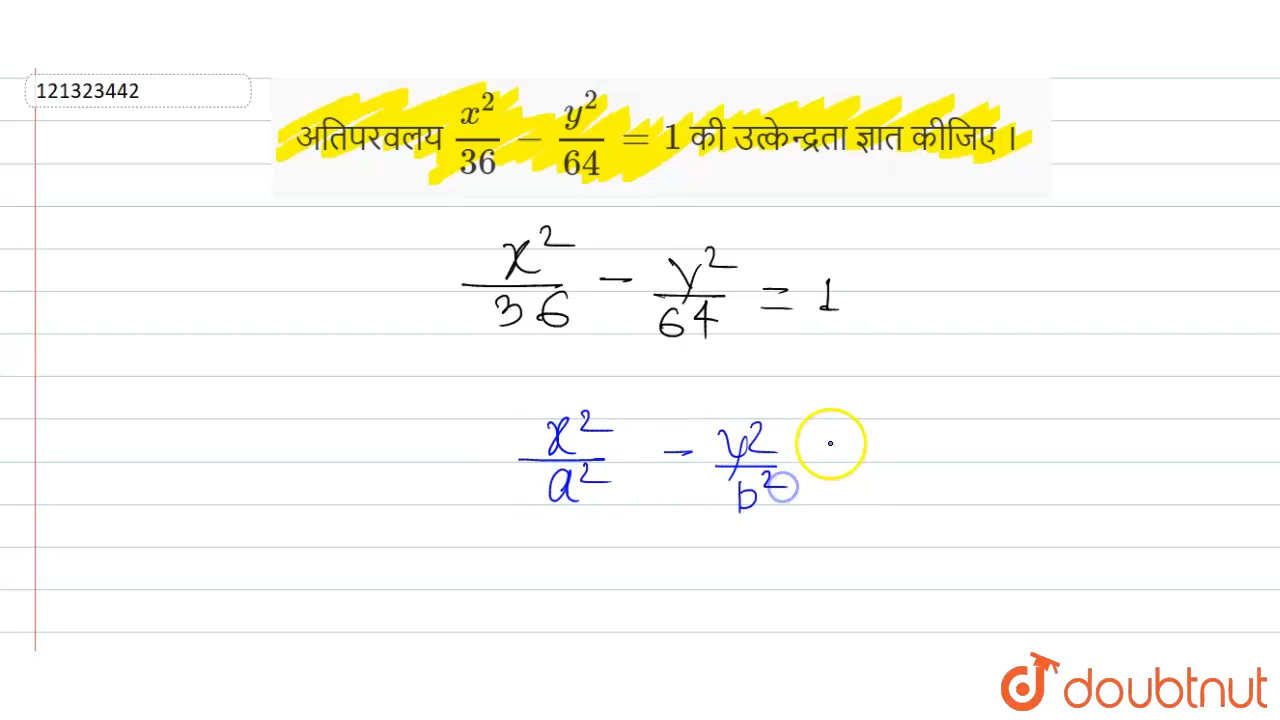 121323442
अतिपरवलय x²/36 − y²/64 = 1 की उत्केन्द्रता ज्ञात कीजिए ।
x²/36 − y²/64 = 1
x²/a² − y²/b²
doubtnut